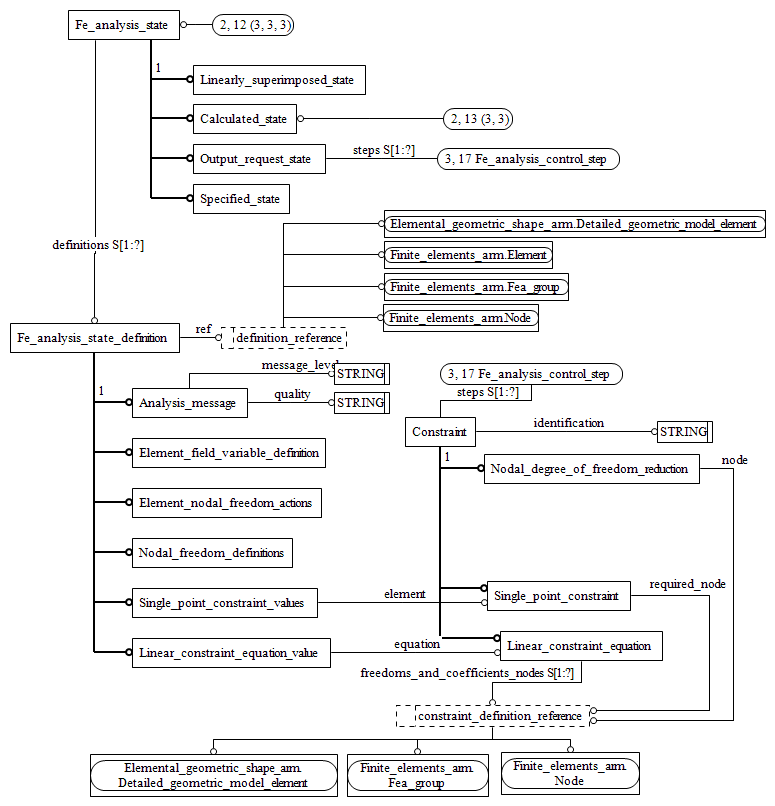 Fe_analysis_state
2, 12 (3, 3, 3)
1
Linearly_superimposed_state
Calculated_state
2, 13 (3, 3)
Output_request_state
steps S[1:?]
3, 17 Fe_analysis_control_step
Specified_state
definitions S[1:?]
Elemental_geometric_shape_arm.Detailed_geometric_model_element
Finite_elements_arm.Element
Finite_elements_arm.Fea_group
Finite_elements_arm.Node
Fe_analysis_state_definition
ref
definition_reference
message_level
STRING
3, 17 Fe_analysis_control_step
1
Analysis_message
quality
STRING
steps S[1:?]
Constraint
identification
STRING
Element_field_variable_definition
1
Nodal_degree_of_freedom_reduction
node
Element_nodal_freedom_actions
Nodal_freedom_definitions
Single_point_constraint_values
element
Single_point_constraint
required_node
Linear_constraint_equation_value
equation
Linear_constraint_equation
freedoms_and_coefficients_nodes S[1:?]
constraint_definition_reference
Elemental_geometric_shape_arm.
Detailed_geometric_model_element
Finite_elements_arm.
Fea_group
Finite_elements_arm.
Node